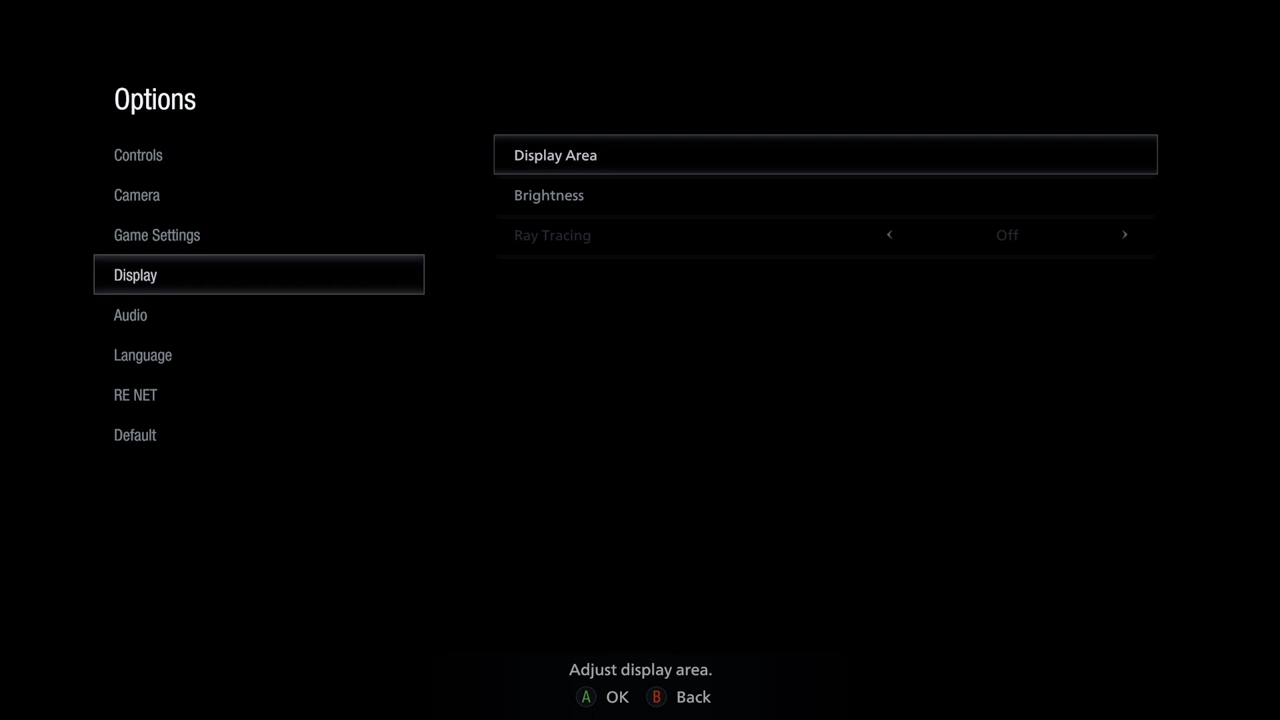 Options
Controls
Camera
Game Settings
Display
Audio
Language
RE NET
Default
Display Area
Brightness
Ray Tracing Off
Adjust display area.
A OK B Back